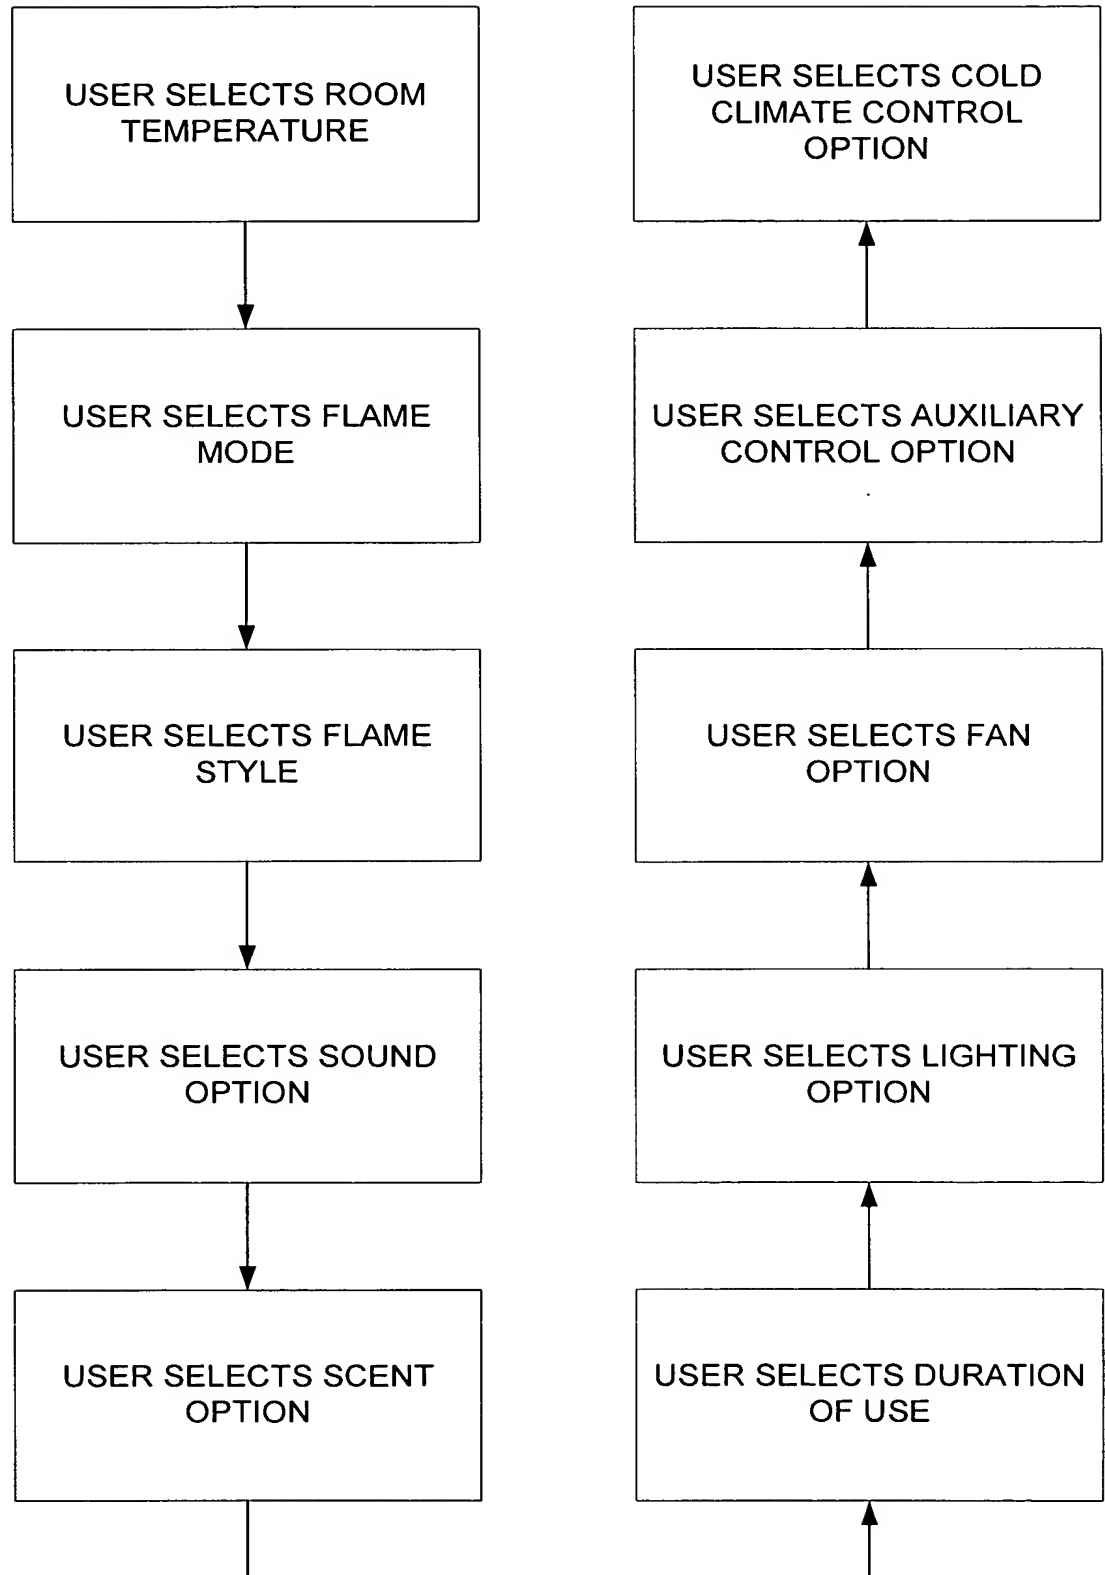 USER SELECTS ROOM
TEMPERATURE
USER SELECTS FLAME
MODE
USER SELECTS FLAME
STYLE
USER SELECTS SOUND
OPTION
USER SELECTS SCENT
OPTION
USER SELECTS DURATION
OF USE
USER SELECTS LIGHTING
OPTION
USER SELECTS FAN
OPTION
USER SELECTS AUXILIARY
CONTROL OPTION
USER SELECTS COLD
CLIMATE CONTROL
OPTION